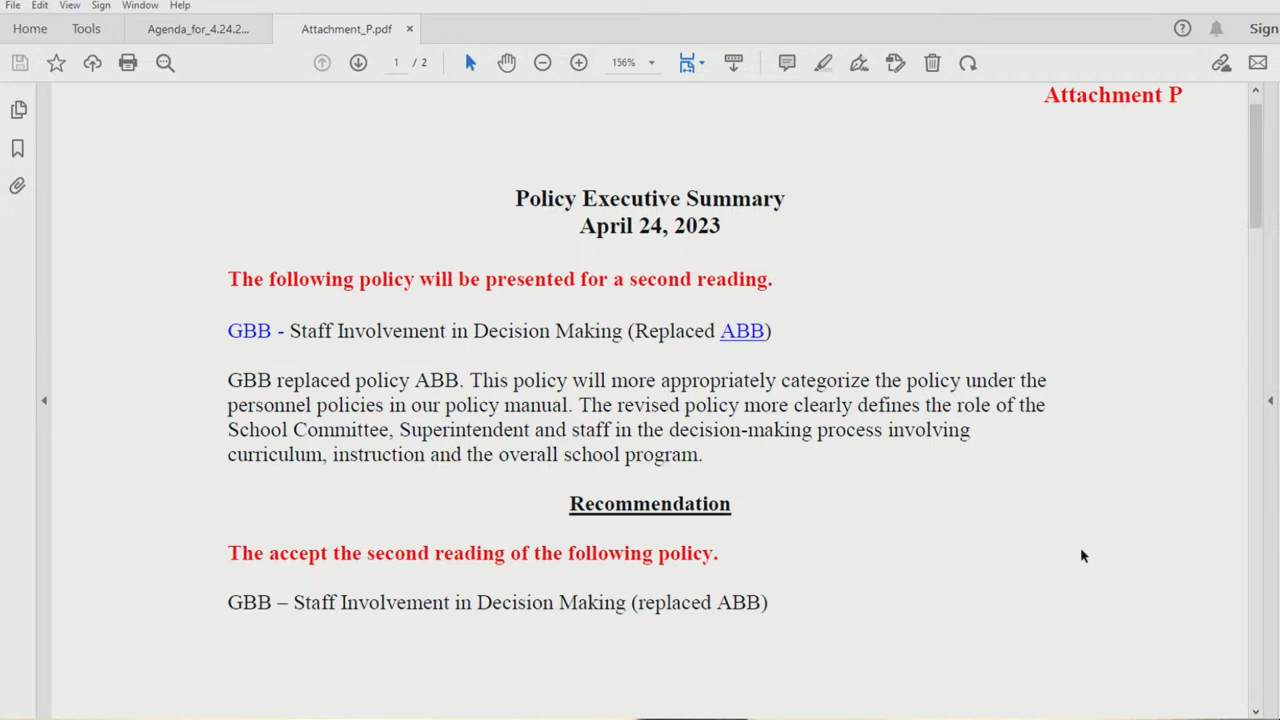 File Edit View Sign Window Help
Home Tools Agenda_for_4.24.2... Attachment_P.pdf × Sign
1 / 2 156%
Attachment P
Policy Executive Summary
April 24, 2023
The following policy will be presented for a second reading.
GBB - Staff Involvement in Decision Making (Replaced ABB)
GBB replaced policy ABB. This policy will more appropriately categorize the policy under the
personnel policies in our policy manual. The revised policy more clearly defines the role of the
School Committee, Superintendent and staff in the decision-making process involving
curriculum, instruction and the overall school program.
Recommendation
The accept the second reading of the following policy.
GBB – Staff Involvement in Decision Making (replaced ABB)